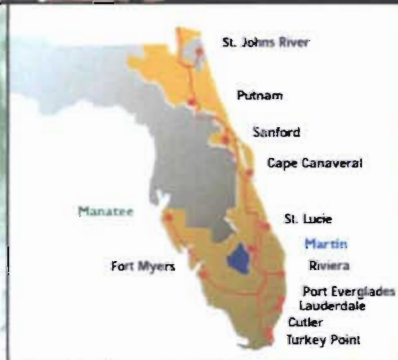 St. Johns River
Putnam
Sanford
Cape Canaveral
Manatee
St. Lucie
Martin
Fort Myers
Riviera
Port Everglades
Lauderdale
Cutler
Turkey Point